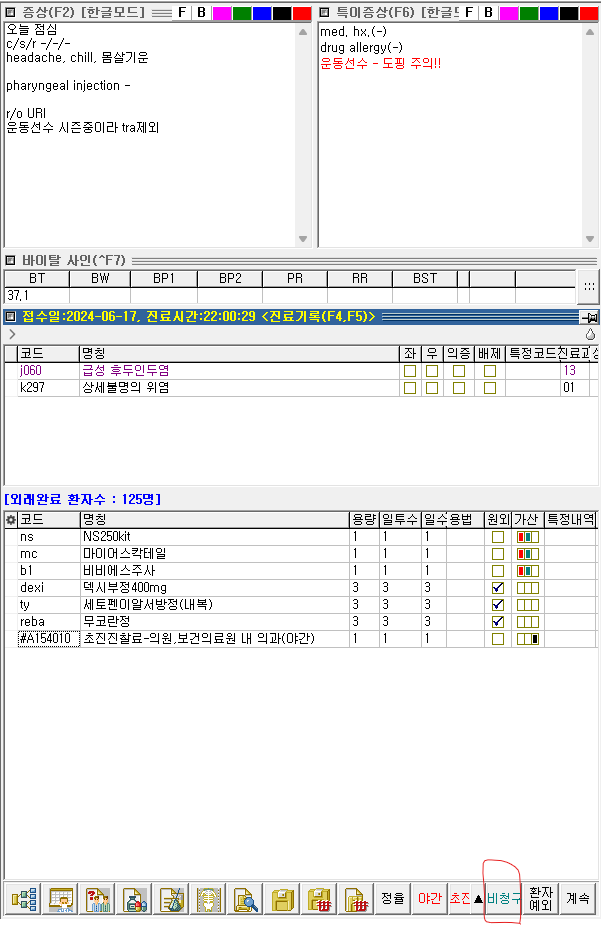 증상(F2) [한글모드] F B
오늘 점심
c/s/r -/-/-
headache, chill, 몸살기운
pharyngeal injection -
r/o URI
운동선수 시즌중이라 tra제외
특이증상(F6) [한글모드 F B
med. hx.(-)
drug allergy(-)
운동선수 - 도핑 주의!!
바이탈 사인(^F7)
BT BW BP1 BP2 PR RR BST
37.1
접수일:2024-06-17, 진료시간:22:00:29 <진료기록(F4,F5)>
코드 명칭 좌 우 의증 배제 특정코드 진료과
j060 급성 후두인두염 13
k297 상세불명의 위염 01
[외래완료 환자수 : 125명]
코드 명칭 용량 일투수 일수 용법 원외 가산 특정내역
ns NS250kit 1 1 1
mc 마이어스칵테일 1 1 1
b1 비비에스주사 1 1 1
dexi 덱시부정400mg 3 3 3
ty 세토펜이알서방정(내복) 3 3 3
reba 무코란정 3 3 3
#A154010 초진진찰료-의원,보건의료원 내 의과(야간) 1 1 1
정율 야간 초진 ▲ 비청구 환자예외 계속